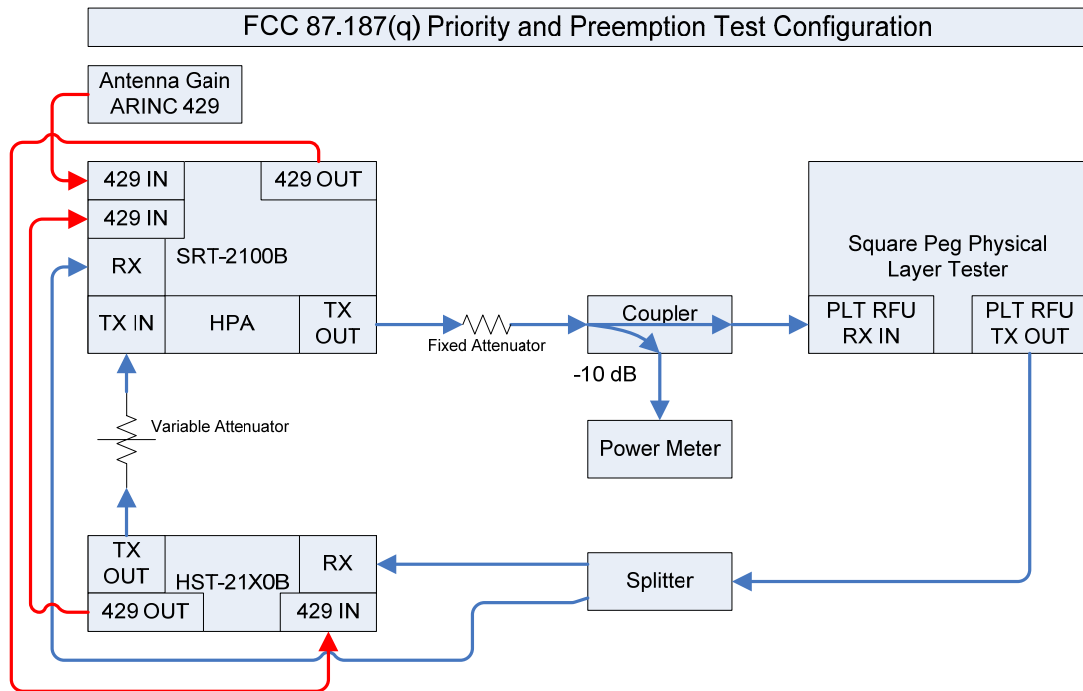 FCC 87.187(q) Priority and Preemption Test Configuration
Antenna Gain
ARINC 429
429 IN
429 OUT
429 IN
SRT-2100B
RX
TX IN
HPA
TX
OUT
Fixed Attenuator
Coupler
-10 dB
Power Meter
Square Peg Physical
Layer Tester
PLT RFU
RX IN
PLT RFU
TX OUT
Variable Attenuator
TX
OUT
HST-21X0B
RX
429 OUT
429 IN
Splitter